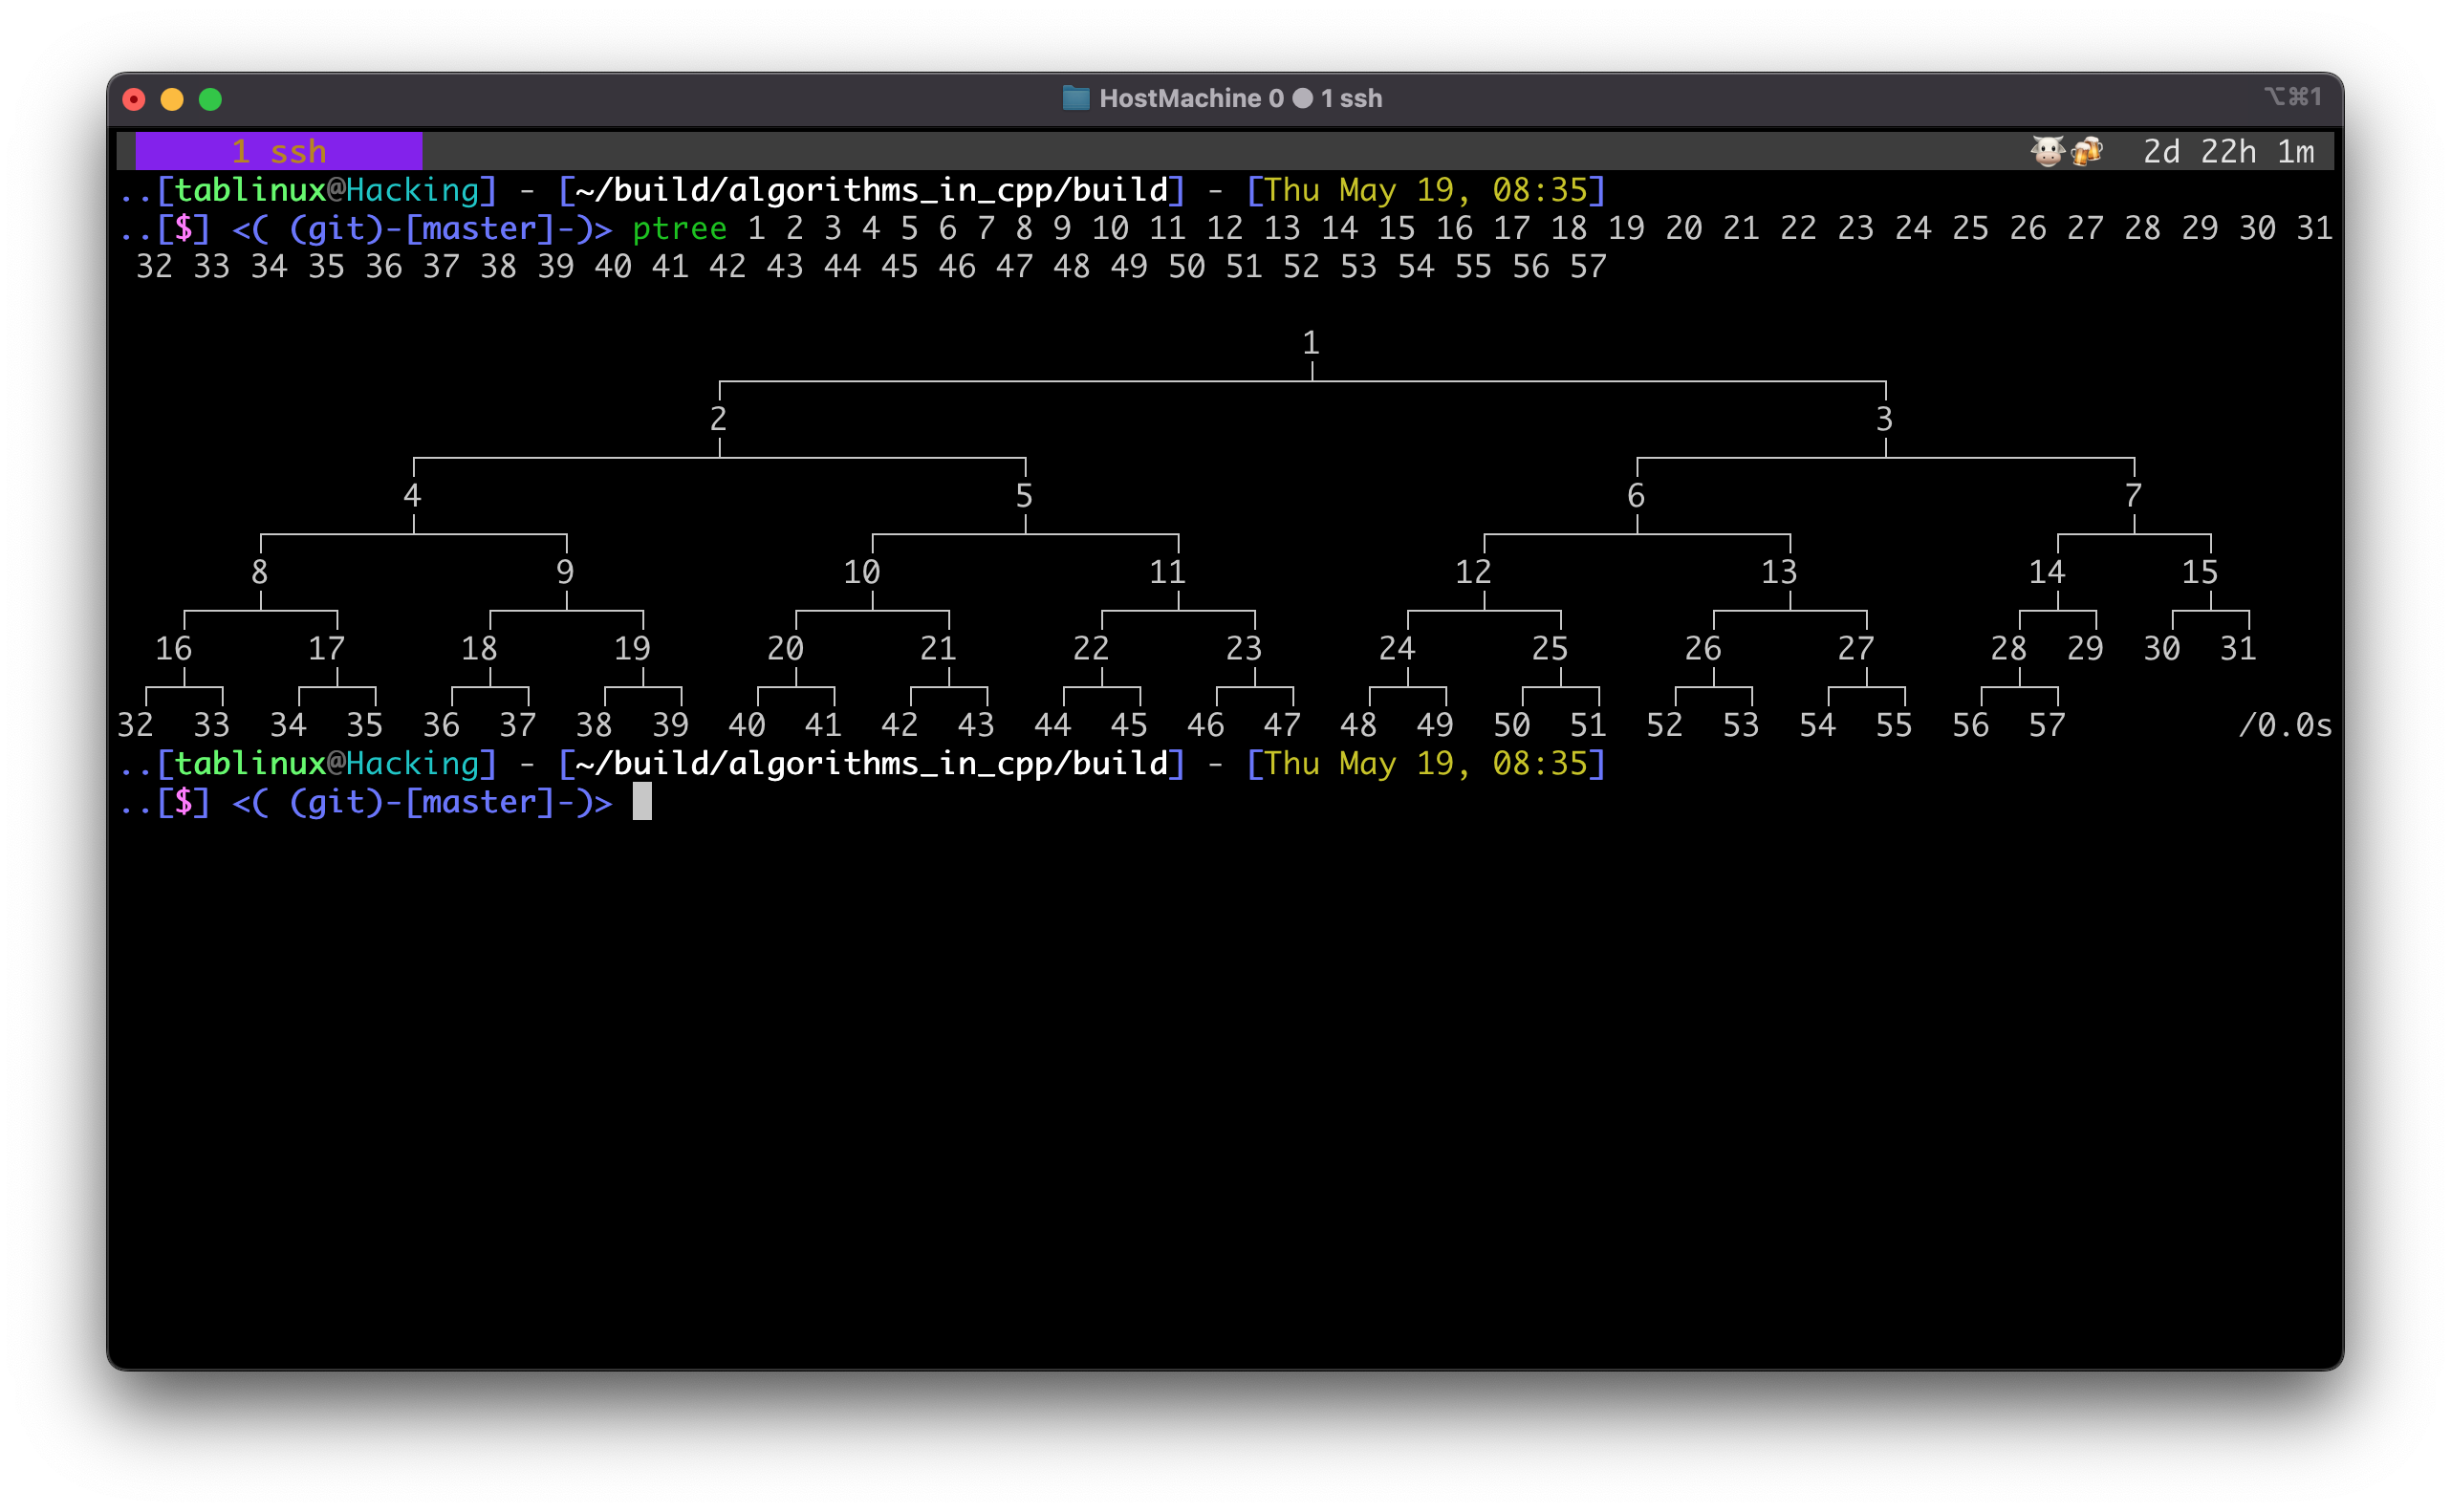 HostMachine 0 ● 1 ssh ⌥⌘1
1 ssh 🐮🍻 2d 22h 1m
..[tablinux@Hacking] - [~/build/algorithms_in_cpp/build] - [Thu May 19, 08:35]
..[$] <( (git)-[master]-)> ptree 1 2 3 4 5 6 7 8 9 10 11 12 13 14 15 16 17 18 19 20 21 22 23 24 25 26 27 28 29 30 31
32 33 34 35 36 37 38 39 40 41 42 43 44 45 46 47 48 49 50 51 52 53 54 55 56 57
1
2 3
4 5 6 7
8 9 10 11 12 13 14 15
16 17 18 19 20 21 22 23 24 25 26 27 28 29 30 31
32 33 34 35 36 37 38 39 40 41 42 43 44 45 46 47 48 49 50 51 52 53 54 55 56 57 /0.0s
..[tablinux@Hacking] - [~/build/algorithms_in_cpp/build] - [Thu May 19, 08:35]
..[$] <( (git)-[master]-)>